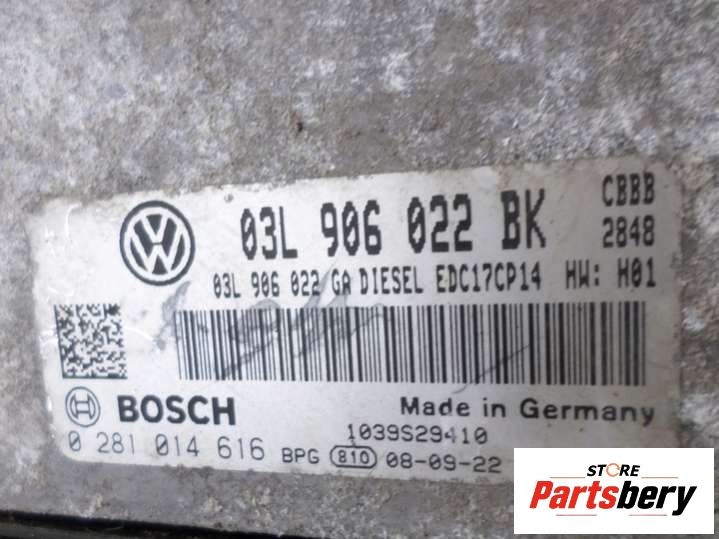 03L 906 022 BK CBBB
2848
03L 906 022 GA DIESEL EDC17CP14 HW: H01
BOSCH Made in Germany
1039S29410
0 281 014 616 BPG 810 08-09-22
STORE
Partsbery